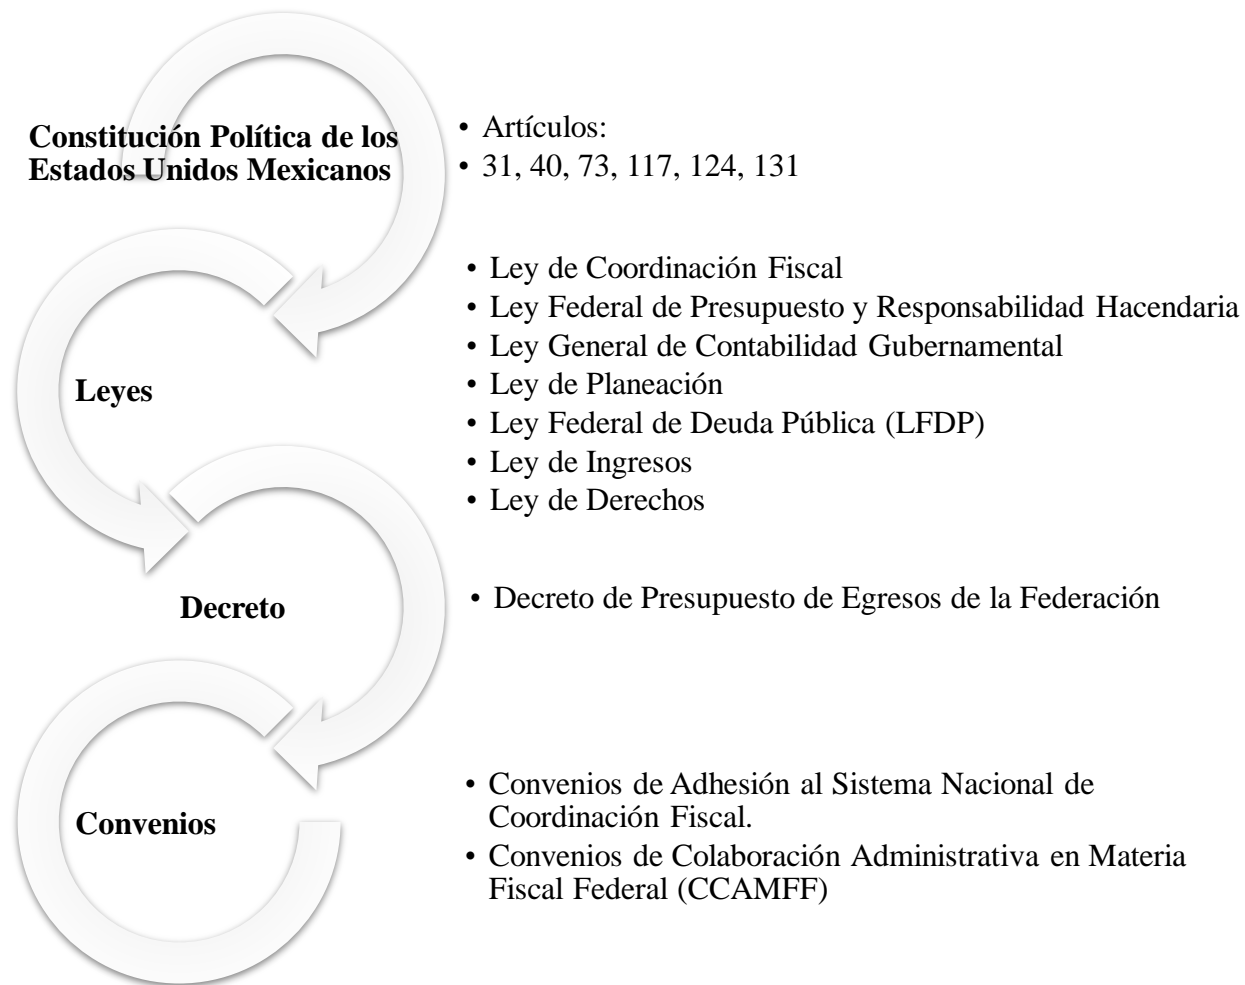 Constitución Política de los
Estados Unidos Mexicanos
• Artículos:
• 31, 40, 73, 117, 124, 131
Leyes
• Ley de Coordinación Fiscal
• Ley Federal de Presupuesto y Responsabilidad Hacendaria
• Ley General de Contabilidad Gubernamental
• Ley de Planeación
• Ley Federal de Deuda Pública (LFDP)
• Ley de Ingresos
• Ley de Derechos
Decreto
• Decreto de Presupuesto de Egresos de la Federación
Convenios
• Convenios de Adhesión al Sistema Nacional de
Coordinación Fiscal.
• Convenios de Colaboración Administrativa en Materia
Fiscal Federal (CCAMFF)